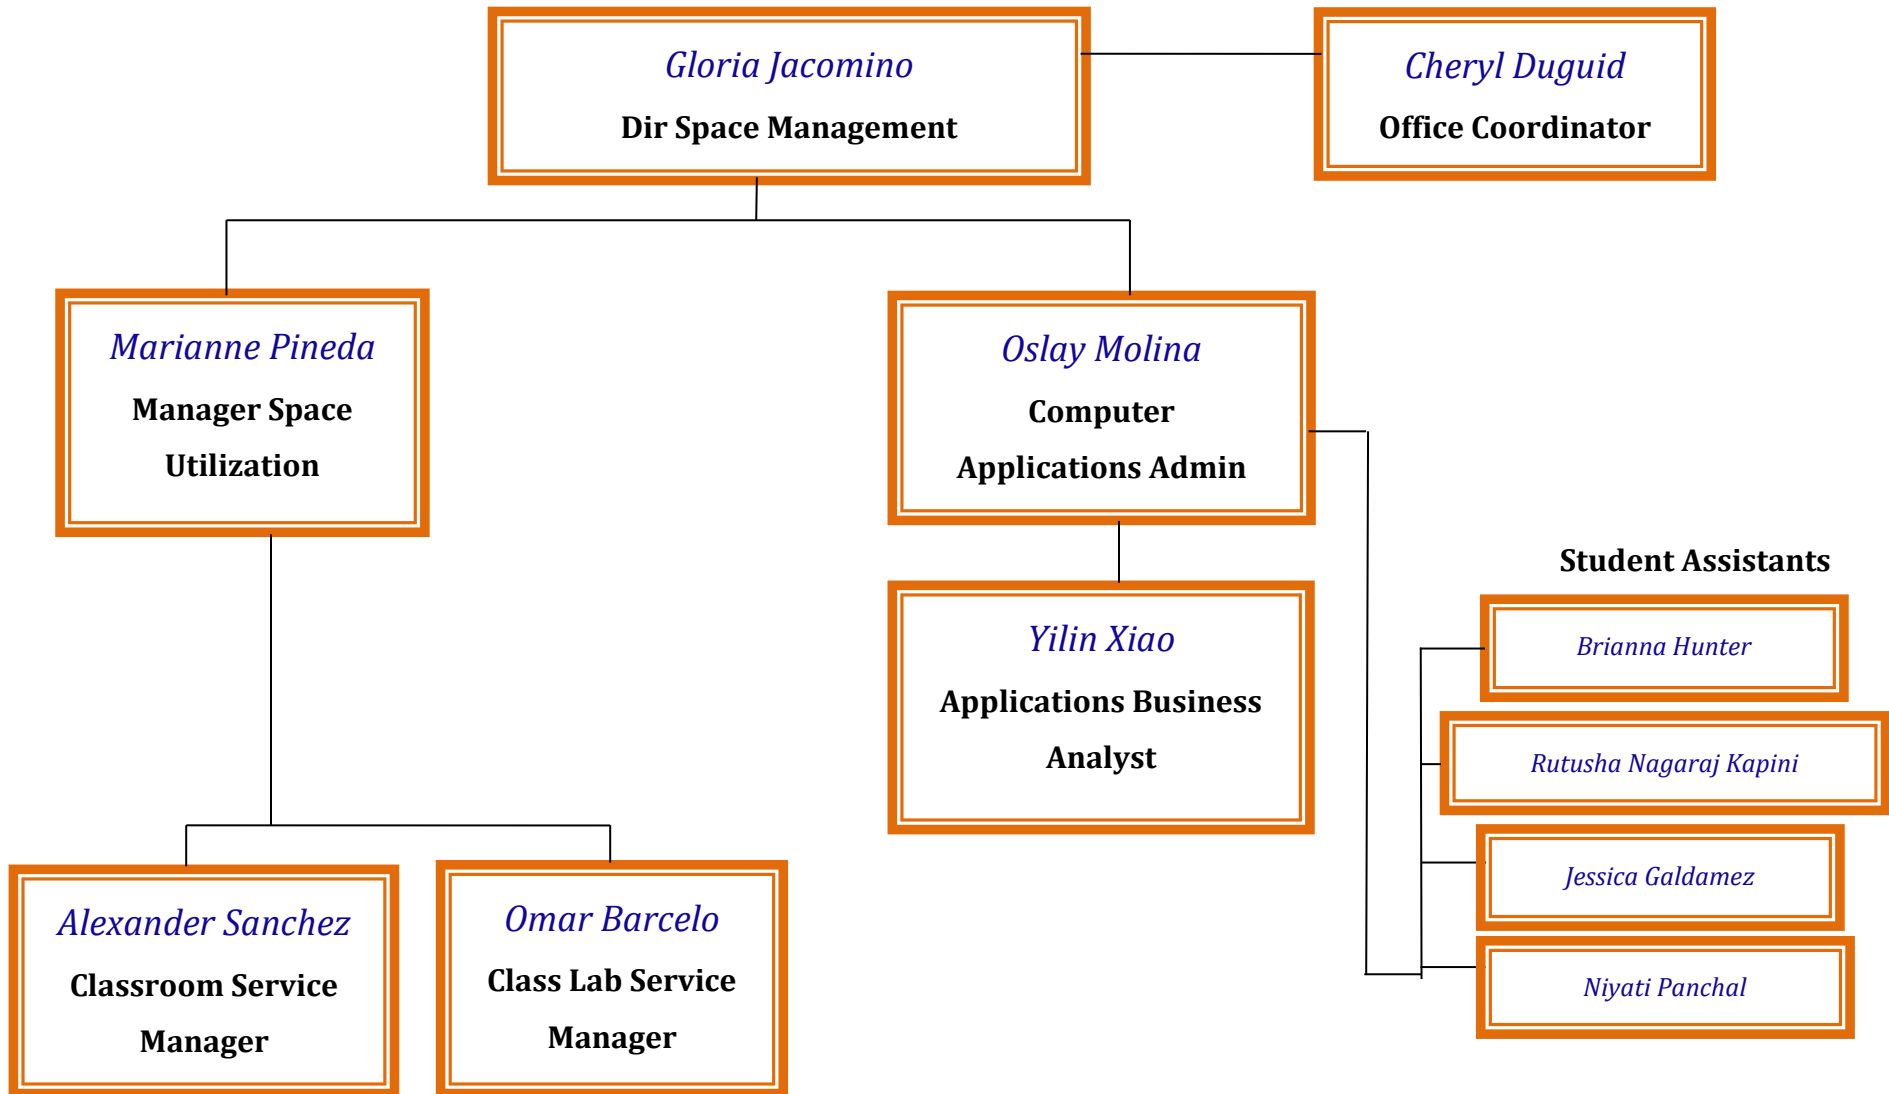 Gloria Jacomino
Dir Space Management
Cheryl Duguid
Office Coordinator
Marianne Pineda
Manager Space
Utilization
Oslay Molina
Computer
Applications Admin
Yilin Xiao
Applications Business
Analyst
Student Assistants
Brianna Hunter
Rutusha Nagaraj Kapini
Jessica Galdamez
Niyati Panchal
Alexander Sanchez
Classroom Service
Manager
Omar Barcelo
Class Lab Service
Manager